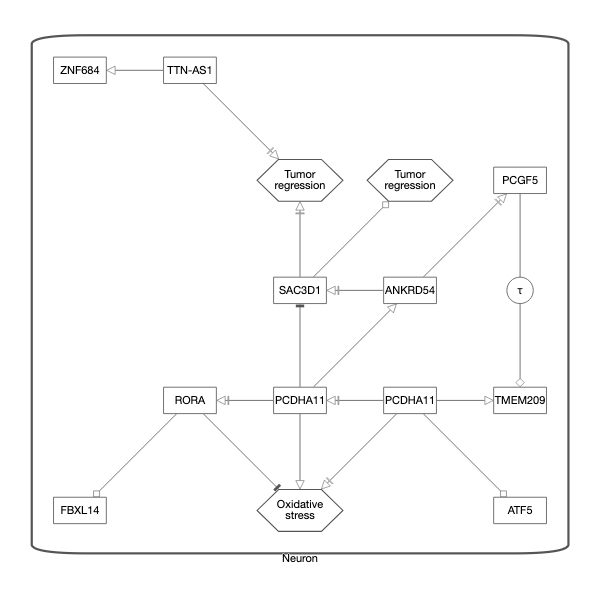 ZNF684
TTN-AS1
Tumor
regression
Tumor
regression
PCGF5
SAC3D1
ANKRD54
τ
RORA
PCDHA11
PCDHA11
TMEM209
FBXL14
Oxidative
stress
ATF5
Neuron